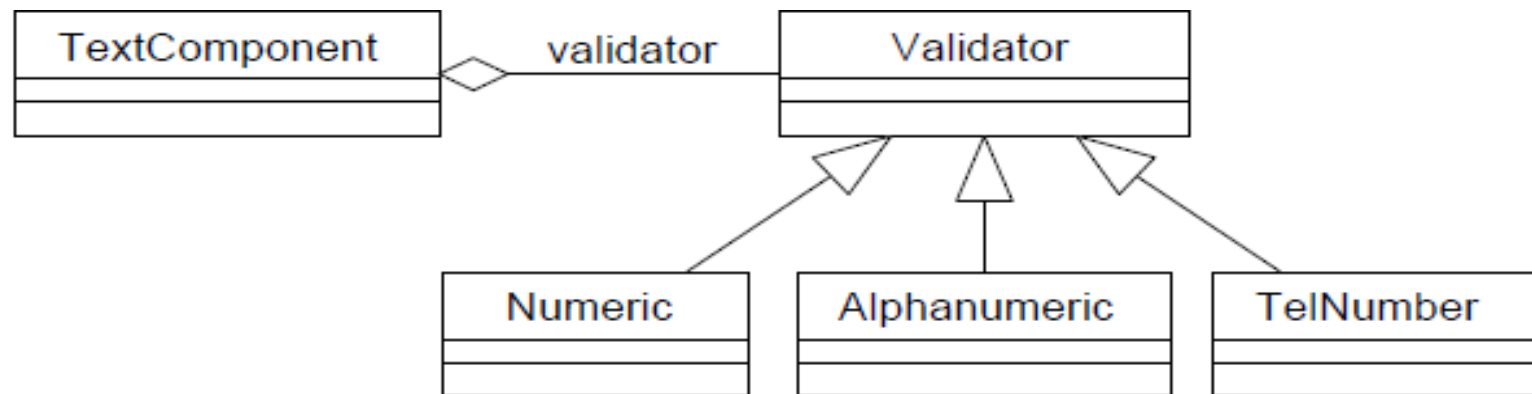 TextComponent
validator
Validator
Numeric
Alphanumeric
TelNumber